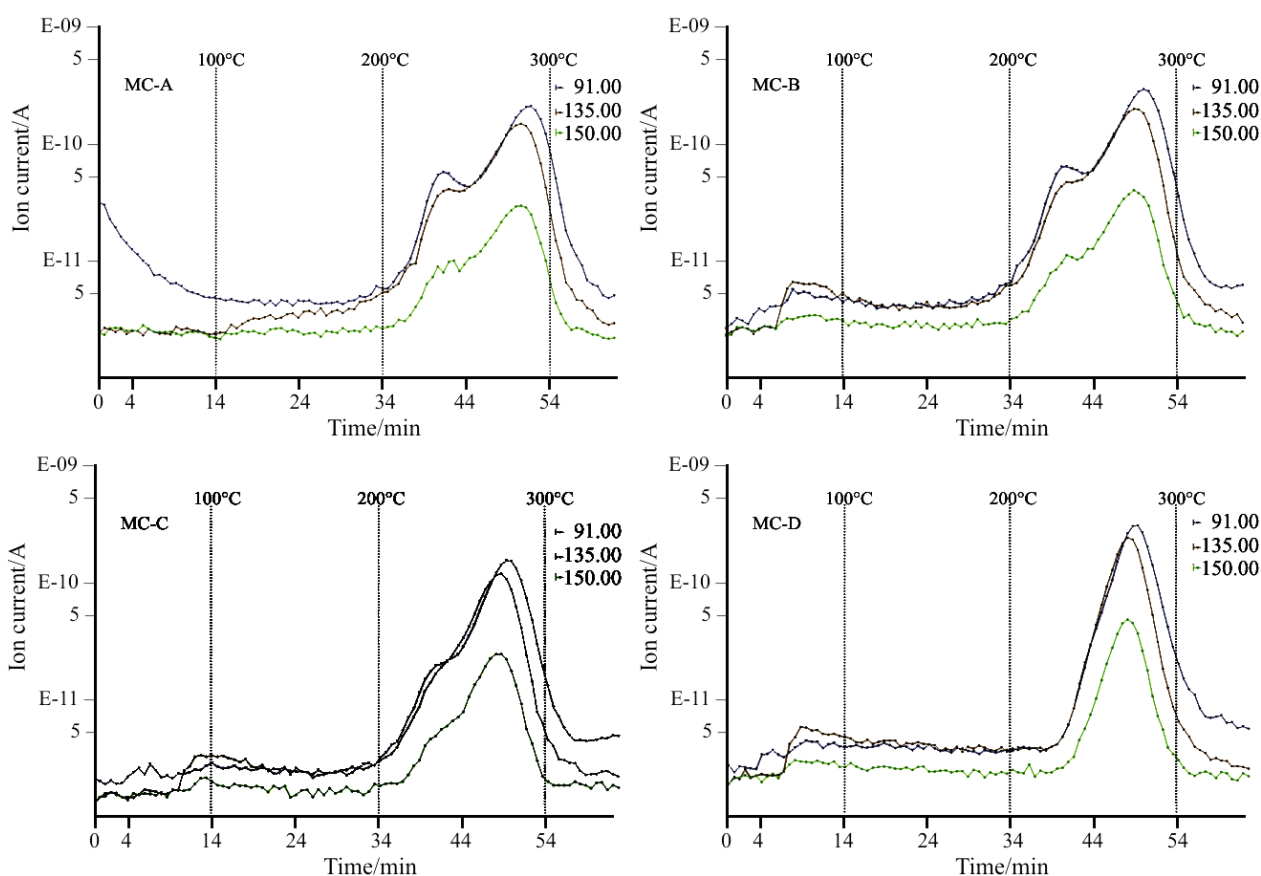 E-09
5
100°C
200°C
300°C
MC-A
91.00
135.00
150.00
E-10
5
E-11
5
Ion current/A
0 4 14 24 34 44 54
Time/min
E-09
5
100°C
200°C
300°C
MC-B
91.00
135.00
150.00
E-10
5
E-11
5
Ion current/A
0 4 14 24 34 44 54
Time/min
E-09
5
100°C
200°C
300°C
MC-C
91.00
135.00
150.00
E-10
5
E-11
5
Ion current/A
0 4 14 24 34 44 54
Time/min
E-09
5
100°C
200°C
300°C
MC-D
91.00
135.00
150.00
E-10
5
E-11
5
Ion current/A
0 4 14 24 34 44 54
Time/min